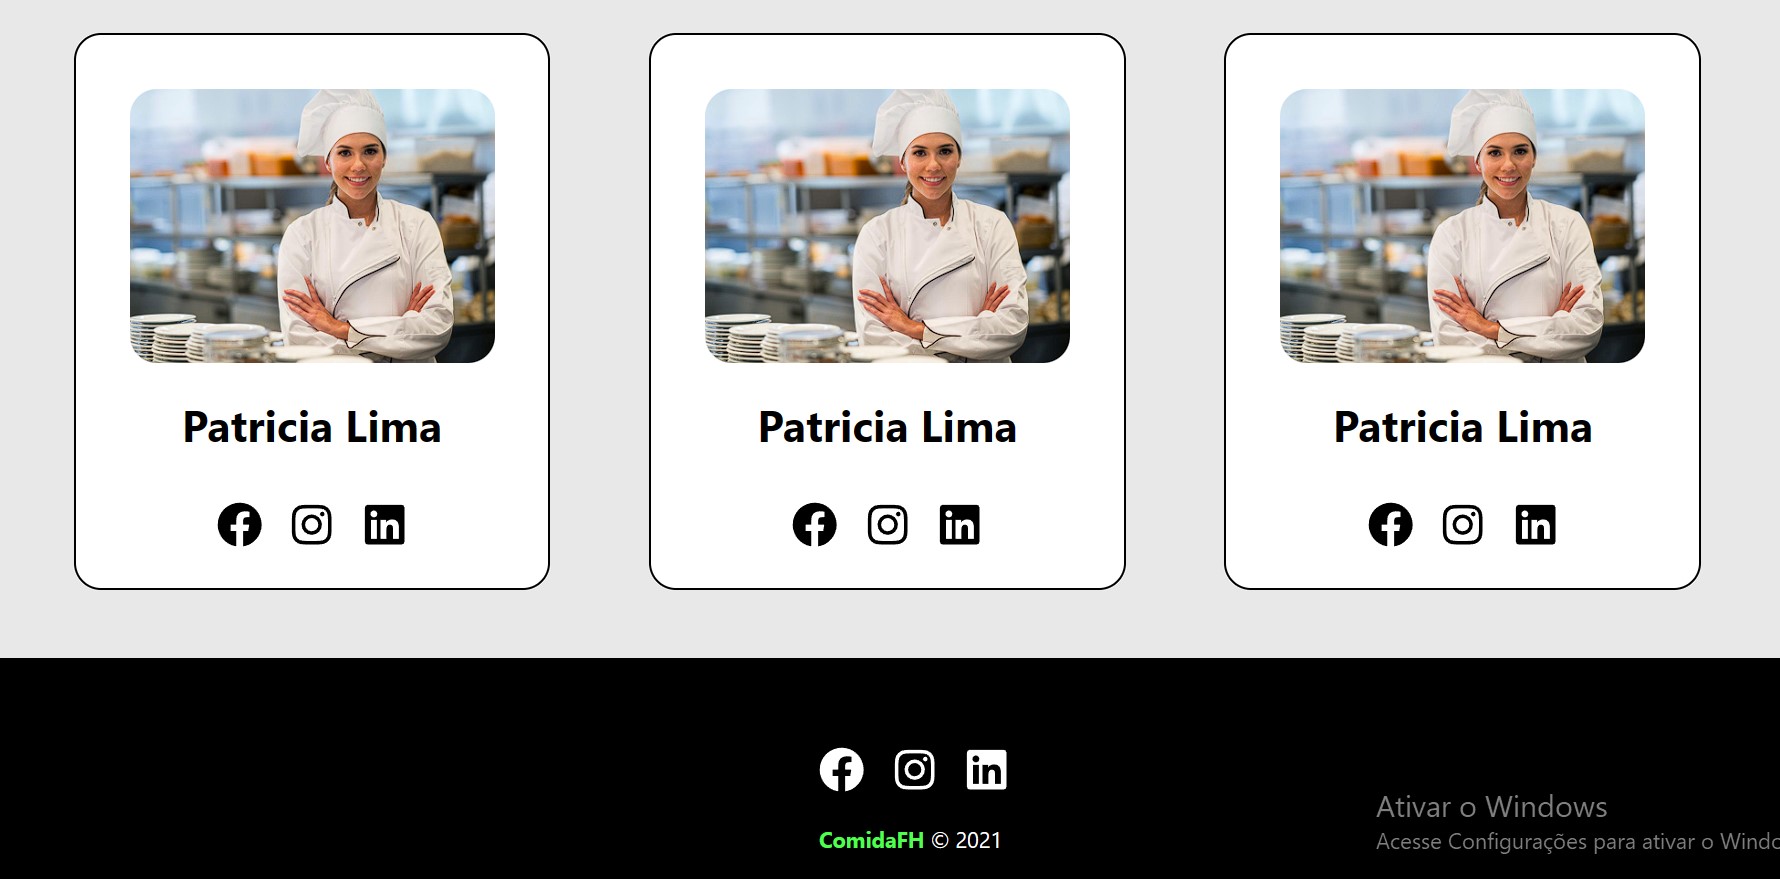 Patricia Lima
Patricia Lima
Patricia Lima
ComidaFH © 2021
Ativar o Windows
Acesse Configurações para ativar o Windo